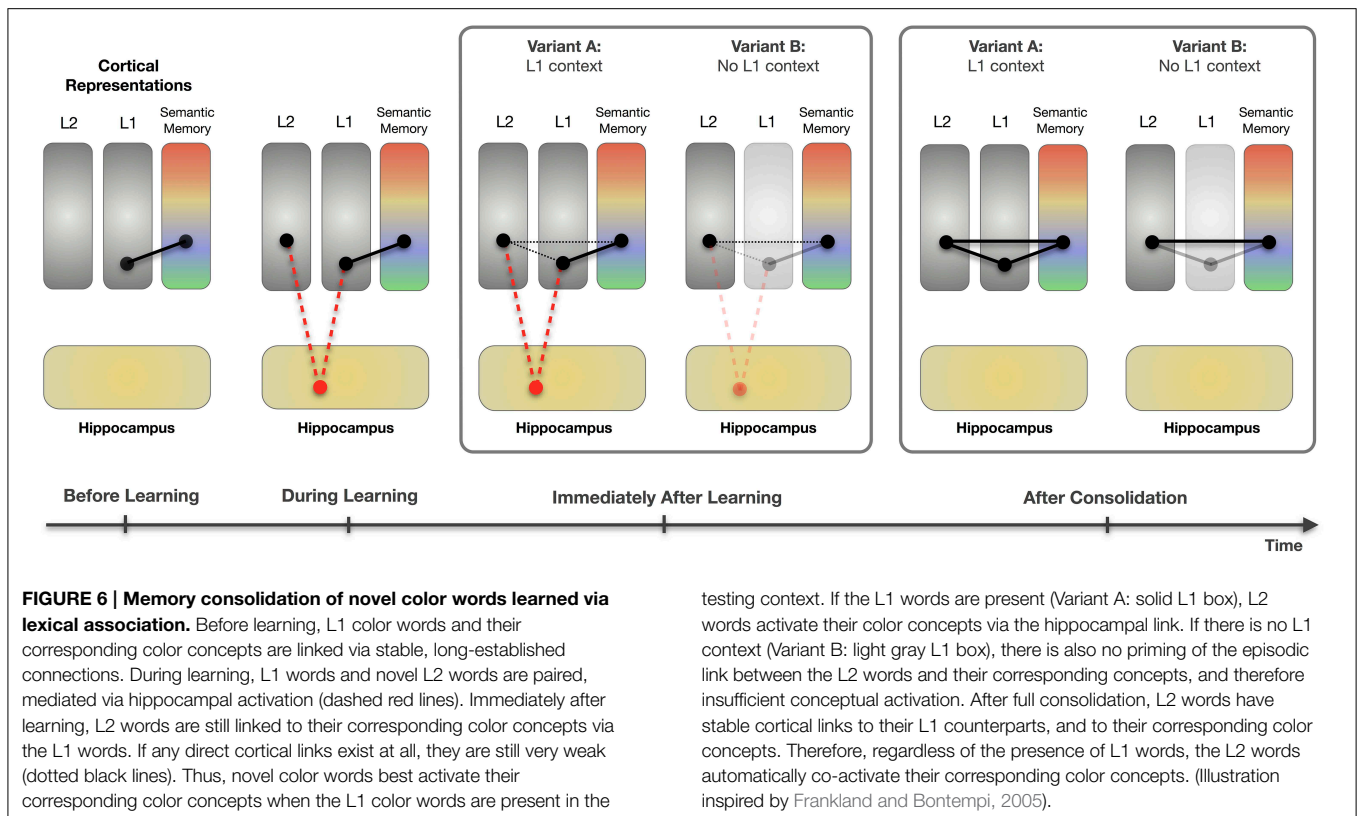 Variant A:
L1 context
Variant B:
No L1 context
Variant A:
L1 context
Variant B:
No L1 context
Cortical
Representations
L2 L1 Semantic
Memory
L2 L1 Semantic
Memory
L2 L1 Semantic
Memory
L2 L1 Semantic
Memory
L2 L1 Semantic
Memory
L2 L1 Semantic
Memory
Hippocampus
Hippocampus
Hippocampus
Hippocampus
Hippocampus
Hippocampus
Before Learning
During Learning
Immediately After Learning
After Consolidation
Time
FIGURE 6 | Memory consolidation of novel color words learned via
lexical association. Before learning, L1 color words and their
corresponding color concepts are linked via stable, long-established
connections. During learning, L1 words and novel L2 words are paired,
mediated via hippocampal activation (dashed red lines). Immediately after
learning, L2 words are still linked to their corresponding color concepts via
the L1 words. If any direct cortical links exist at all, they are still very weak
(dotted black lines). Thus, novel color words best activate their
corresponding color concepts when the L1 color words are present in the
testing context. If the L1 words are present (Variant A: solid L1 box), L2
words activate their color concepts via the hippocampal link. If there is no L1
context (Variant B: light gray L1 box), there is also no priming of the episodic
link between the L2 words and their corresponding concepts, and therefore
insufficient conceptual activation. After full consolidation, L2 words have
stable cortical links to their L1 counterparts, and to their corresponding color
concepts. Therefore, regardless of the presence of L1 words, the L2 words
automatically co-activate their corresponding color concepts. (Illustration
inspired by Frankland and Bontempi, 2005).